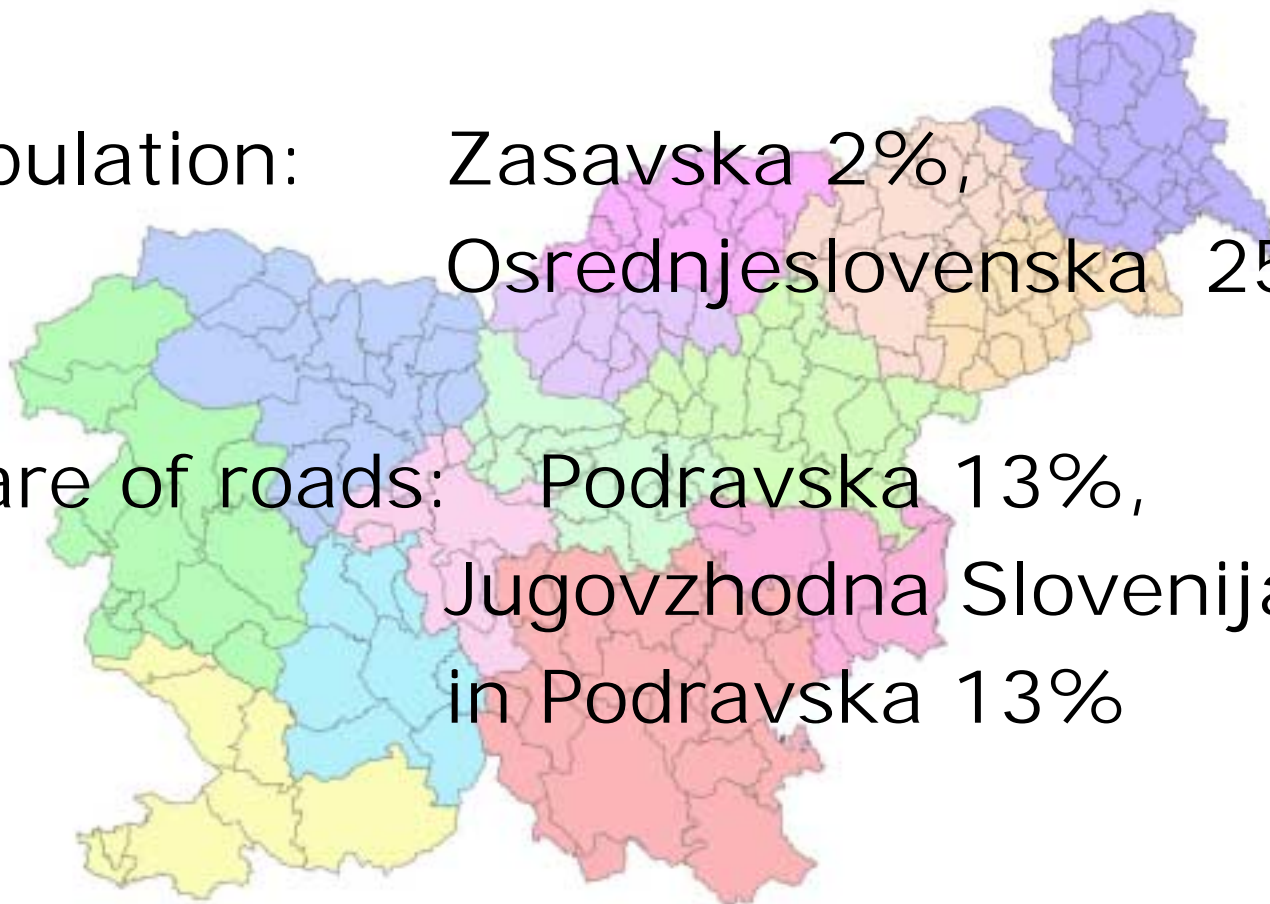 pulation: Zasavska 2%,
Osrednjeslovenska 25
are of roads: Podravska 13%,
Jugovzhodna Slovenija
in Podravska 13%